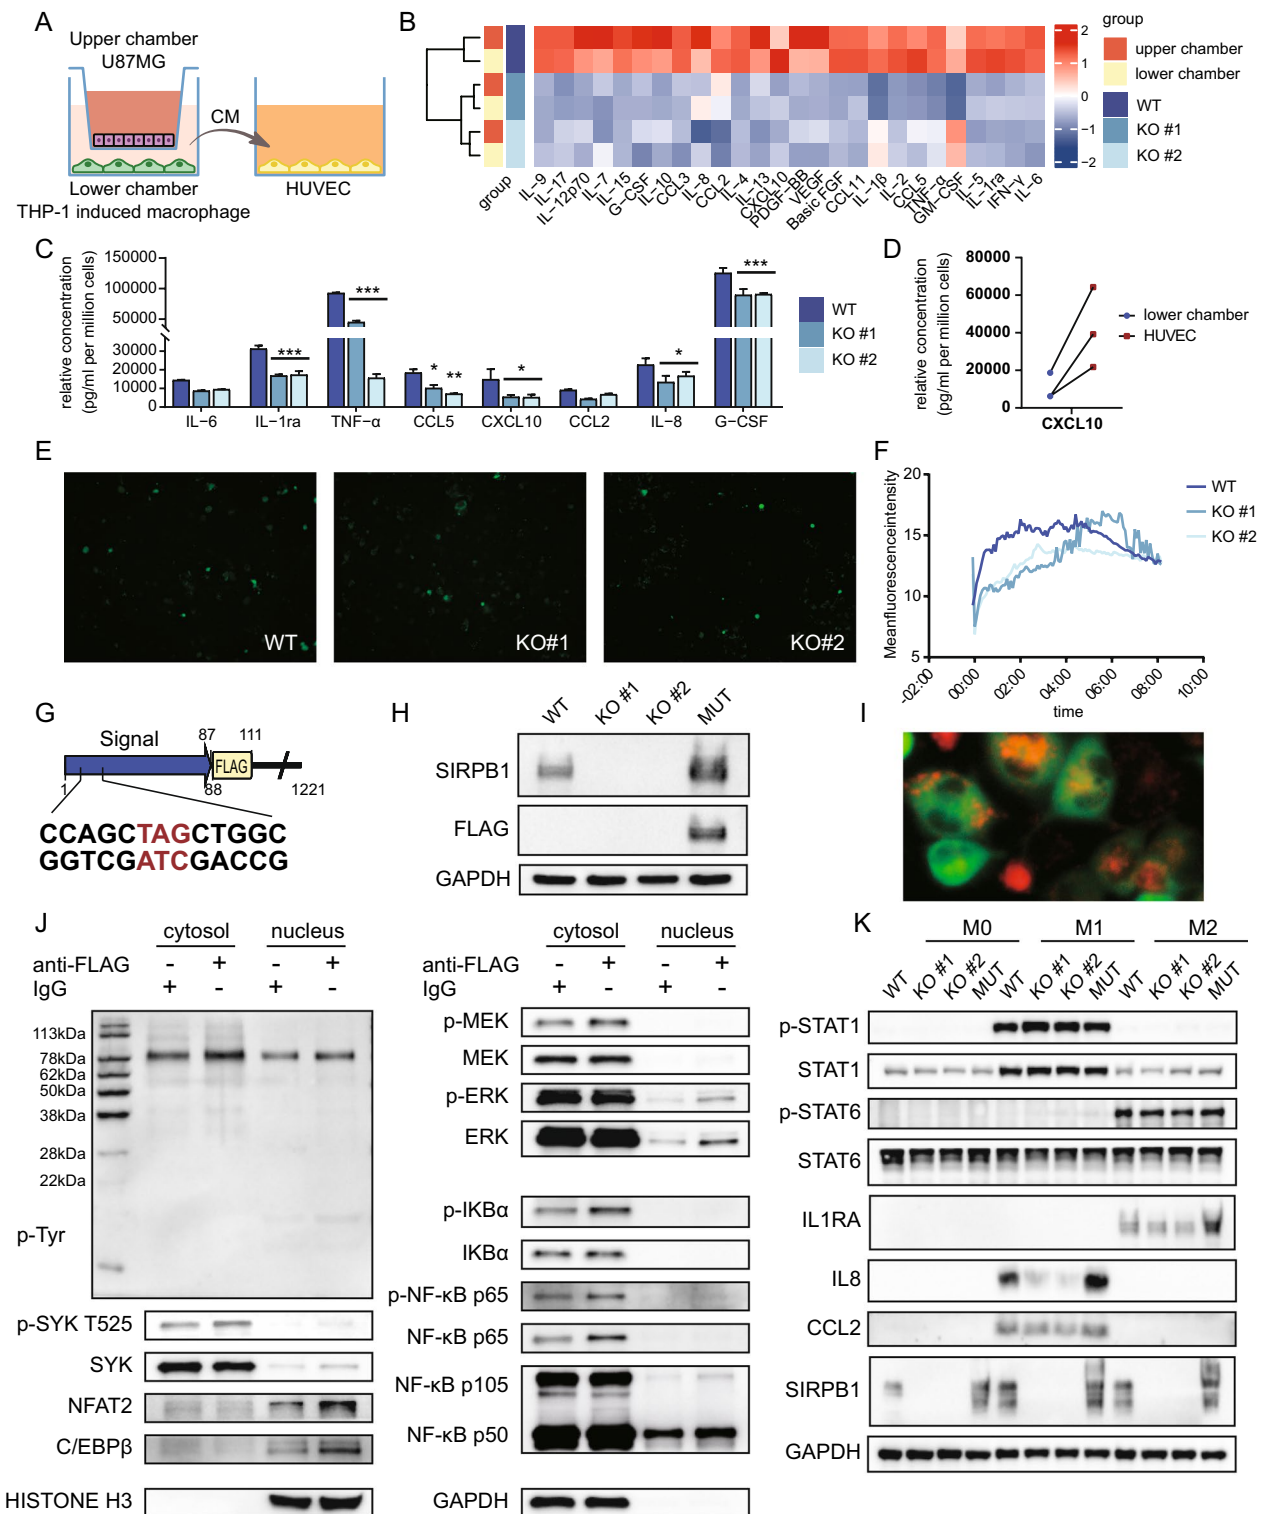 A
Upper chamber
U87MG
CM
Lower chamber
HUVEC
THP-1 induced macrophage
B
group
IL-9
IL-17
IL-12p70
IL-7
IL-15
G-CSF
IL-10
CCL3
IL-8
CCL2
IL-4
IL-13
CXCL10
PDGF-BB
VEGF
Basic FGF
CCL11
IL-1β
IL-2
CCL5
TNF-α
GM-CSF
IL-5
IL-1ra
IFN-γ
IL-6
2
1
0
-1
-2
group
upper chamber
lower chamber
WT
KO #1
KO #2
C
relative concentration
(pg/ml per million cells)
150000
100000
50000
30000
20000
10000
0
***
***
*
**
*
*
***
IL-6
IL-1ra
TNF-α
CCL5
CXCL10
CCL2
IL-8
G-CSF
WT
KO #1
KO #2
D
relative concentration
(pg/ml per million cells)
80000
60000
40000
20000
0
CXCL10
lower chamber
HUVEC
E
WT
KO#1
KO#2
F
Meanfluorescenceintensity
20
15
10
5
-02:00
00:00
02:00
04:00
06:00
08:00
10:00
time
WT
KO #1
KO #2
G
Signal
87
111
FLAG
1
88
1221
CCAGCTAGCTGGC
GGTCGATCGACCG
H
WT
KO #1
KO #2
MUT
SIRPB1
FLAG
GAPDH
I
J
cytosol
nucleus
anti-FLAG - + - +
IgG + - + -
113kDa
78kDa
62kDa
50kDa
38kDa
28kDa
22kDa
p-Tyr
p-SYK T525
SYK
NFAT2
C/EBPβ
HISTONE H3
cytosol
nucleus
anti-FLAG - + - +
IgG + - + -
p-MEK
MEK
p-ERK
ERK
p-IKBα
IKBα
p-NF-κB p65
NF-κB p65
NF-κB p105
NF-κB p50
GAPDH
K
M0
M1
M2
WT
KO #1
KO #2
MUT
WT
KO #1
KO #2
MUT
WT
KO #1
KO #2
MUT
p-STAT1
STAT1
p-STAT6
STAT6
IL1RA
IL8
CCL2
SIRPB1
GAPDH